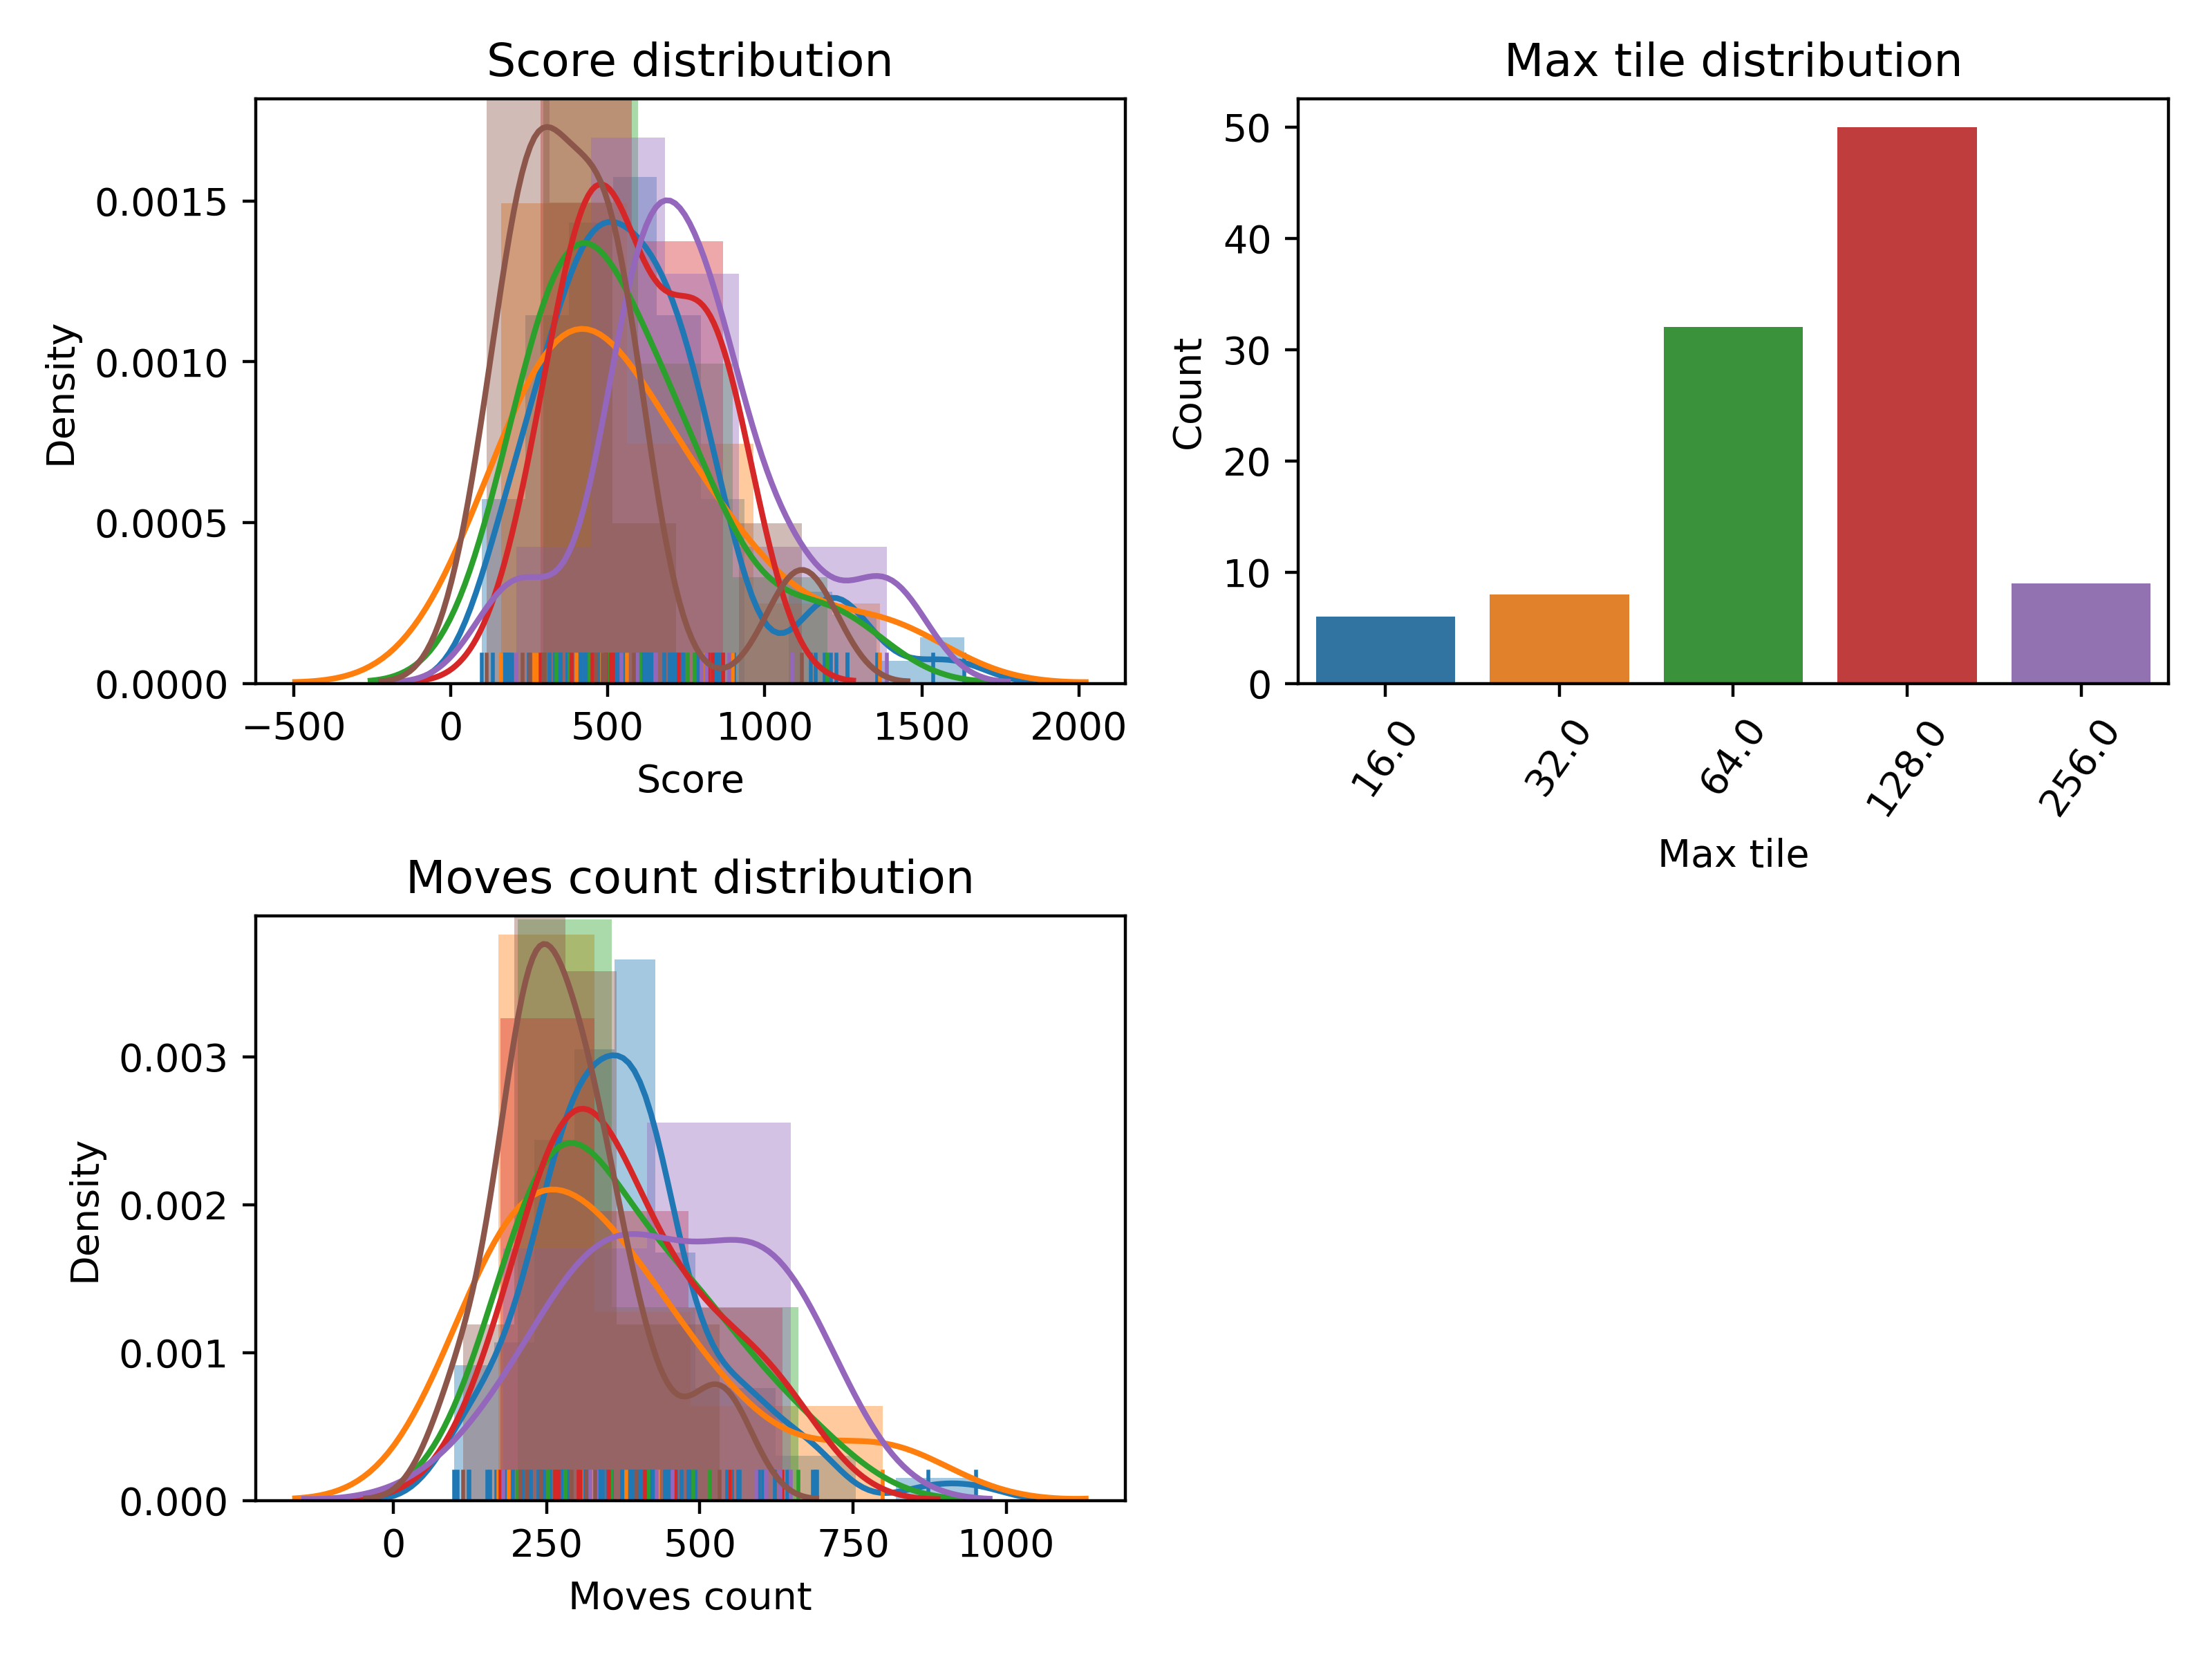 Score distribution
Density
0.0015
0.0010
0.0005
0.0000
−500 0 500 1000 1500 2000
Score
Max tile distribution
Count
50
40
30
20
10
0
16.0 32.0 64.0 128.0 256.0
Max tile
Moves count distribution
Density
0.003
0.002
0.001
0.000
0 250 500 750 1000
Moves count